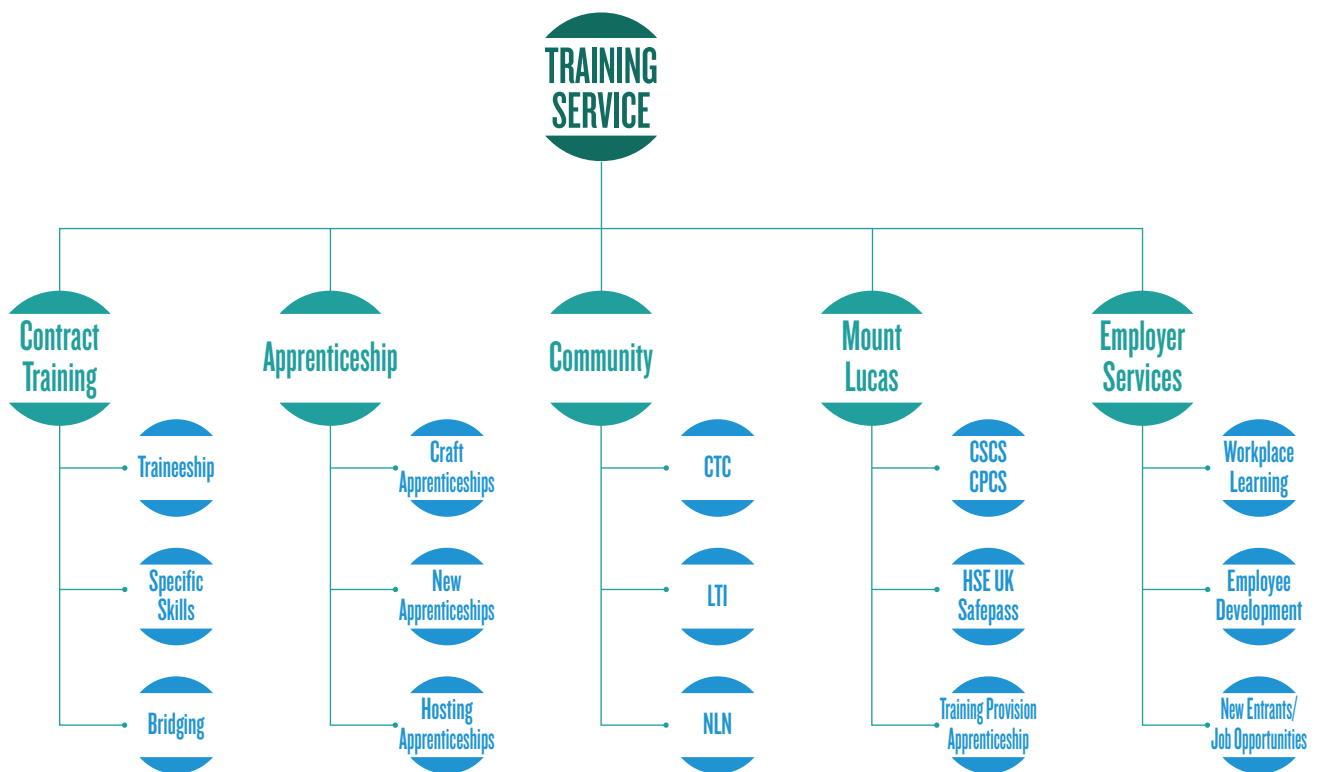 TRAINING
SERVICE
Contract
Training
Apprenticeship
Community
Mount
Lucas
Employer
Services
Traineeship
Craft
Apprenticeships
CTC
CSCS
CPCS
Workplace
Learning
Specific
Skills
New
Apprenticeships
LTI
HSE UK
Safepass
Employee
Development
Bridging
Hosting
Apprenticeships
NLN
Training Provision
Apprenticeship
New Entrants/
Job Opportunities